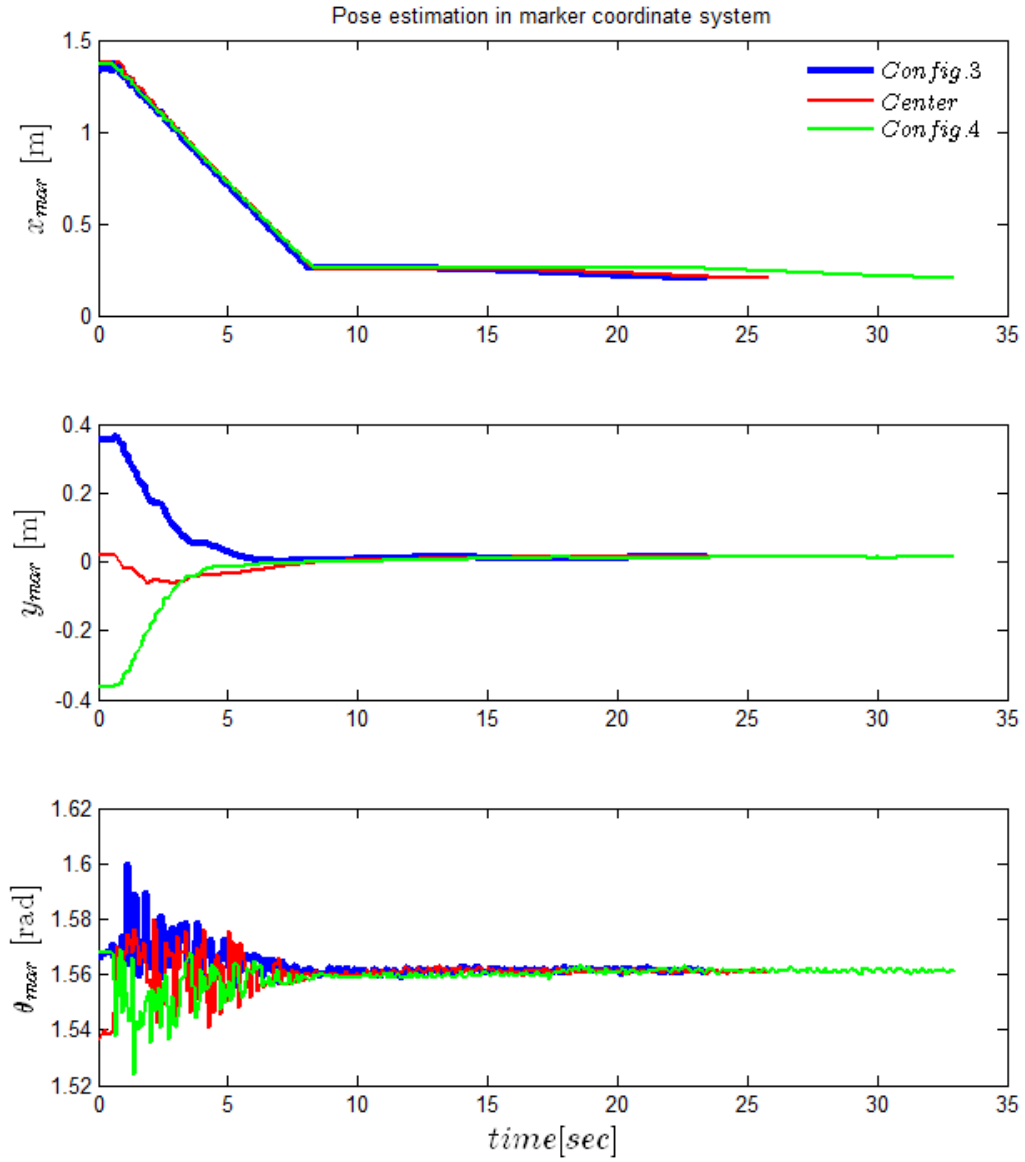 Pose estimation in marker coordinate system
1.5
1
0.5
0
x_mar [m]
Config.3
Center
Config.4
0 5 10 15 20 25 30 35
0.4
0.2
0
-0.2
-0.4
y_mar [m]
0 5 10 15 20 25 30 35
1.62
1.6
1.58
1.56
1.54
1.52
θ_mar [rad]
0 5 10 15 20 25 30 35
time[sec]